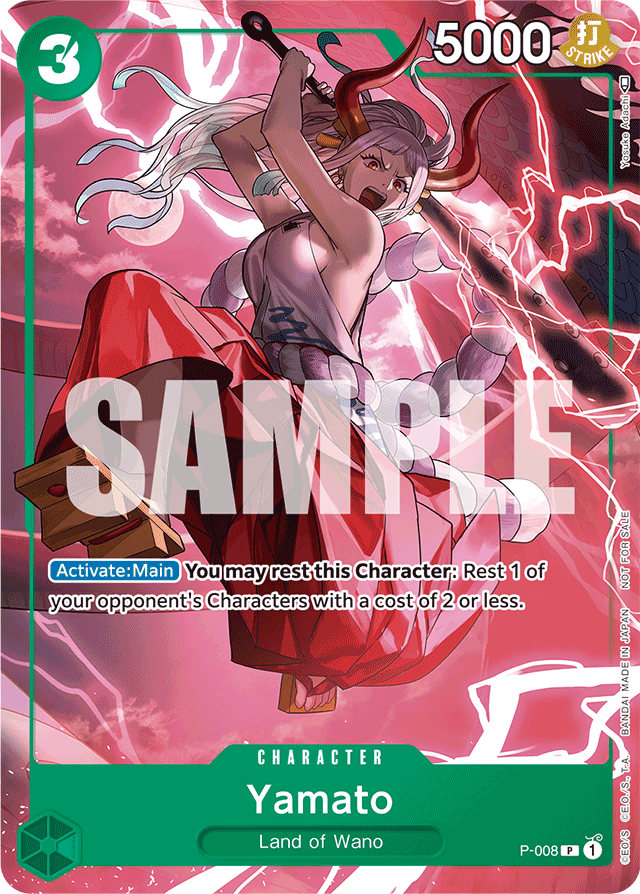 3
5000
打
STRIKE
Yosuke Adachi
SAMPLE
Activate:Main You may rest this Character: Rest 1 of
your opponent's Characters with a cost of 2 or less.
©E.O./S., T.A. BANDAI MADE IN JAPAN NOT FOR SALE
©EO/S
CHARACTER
Yamato
Land of Wano
P-008 P 1